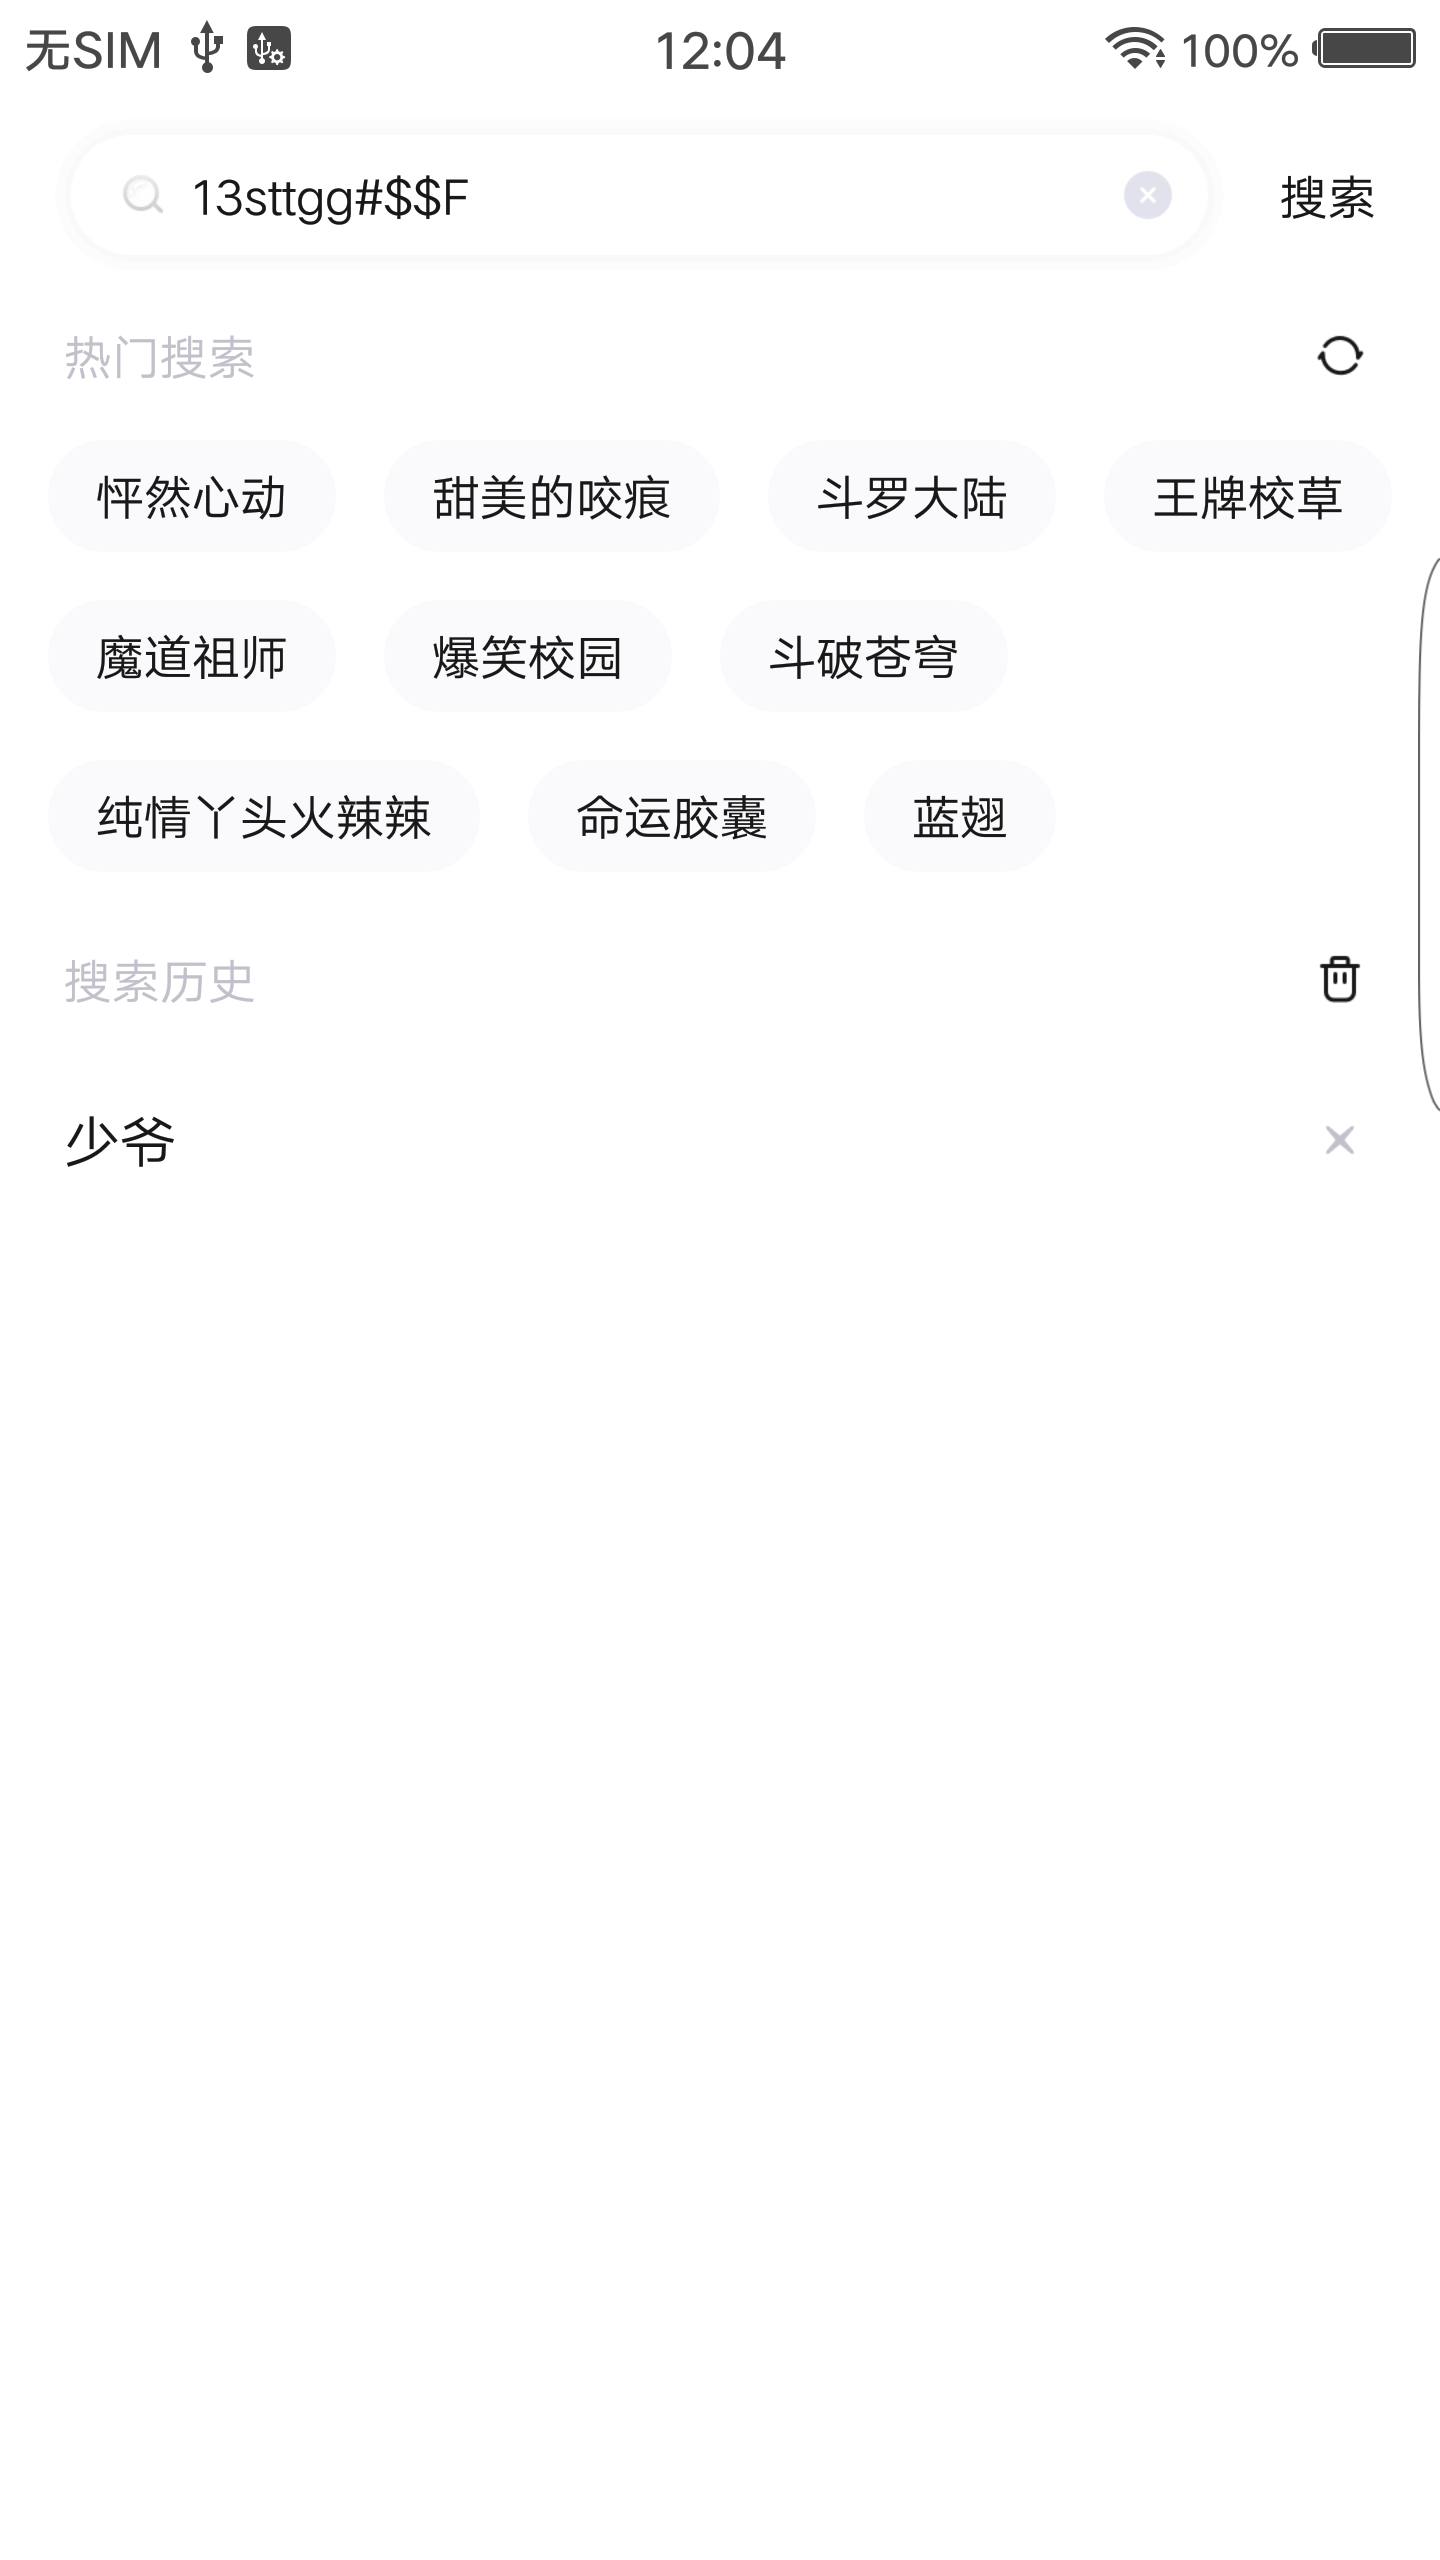 无SIM 12:04 100%
13sttgg#$$F 搜索
热门搜索
怦然心动 甜美的咬痕 斗罗大陆 王牌校草
魔道祖师 爆笑校园 斗破苍穹
纯情丫头火辣辣 命运胶囊 蓝翅
搜索历史
少爷